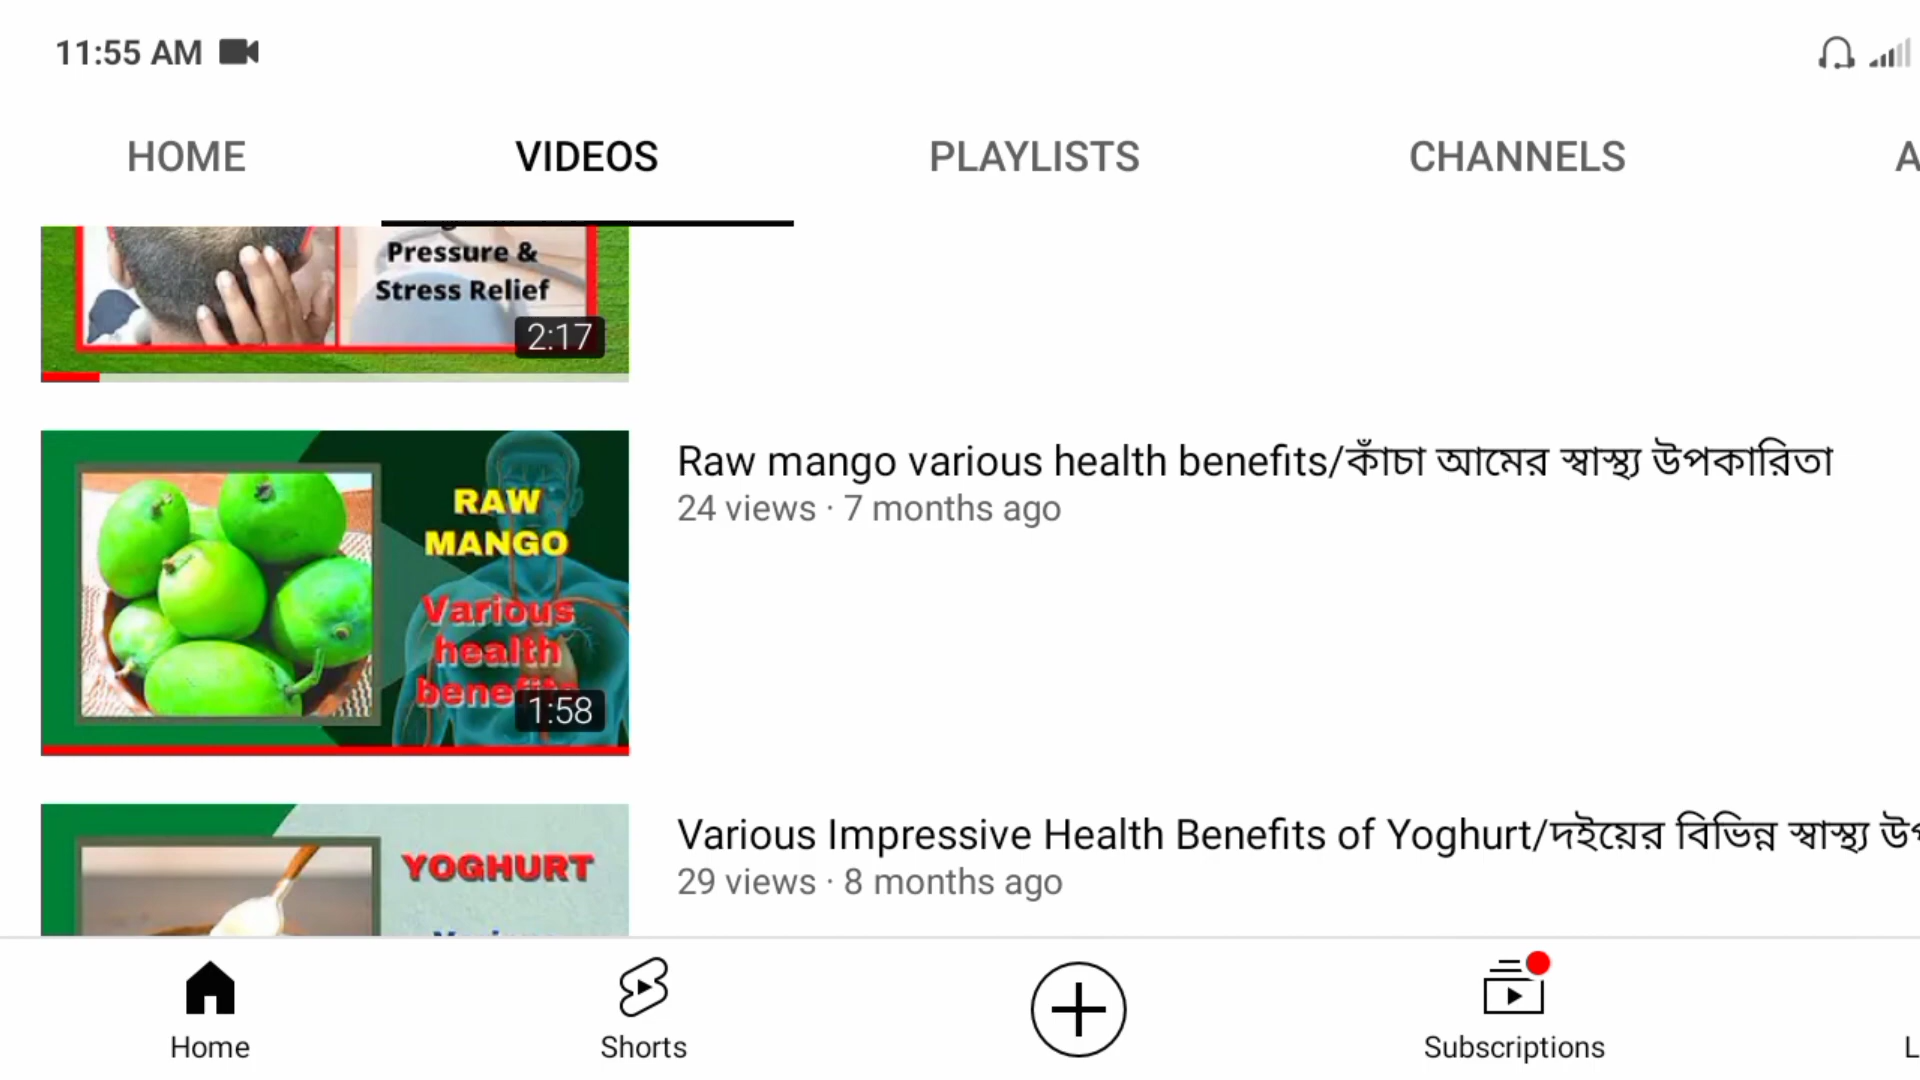 11:55 AM
HOME
VIDEOS
PLAYLISTS
CHANNELS
Pressure &
Stress Relief
2:17
RAW
MANGO
Various
health
benefits
1:58
Raw mango various health benefits/কাঁচা আমের স্বাস্থ্য উপকারিতা
24 views · 7 months ago
YOGHURT
Various Impressive Health Benefits of Yoghurt/দইয়ের বিভিন্ন স্বাস্থ্য
29 views · 8 months ago
Home
Shorts
Subscriptions